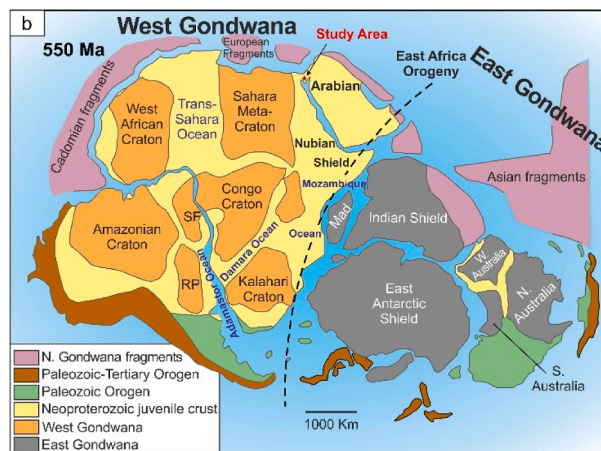 b
West Gondwana
550 Ma
European
Fragments
Study Area
East Africa
Orogeny
East Gondwana
Cadomian fragments
West
African
Craton
Trans-
Sahara
Ocean
Sahara
Meta-
Craton
Arabian
Nubian
Shield
Mozambique
Ocean
Asian fragments
Amazonian
Craton
SF
Congo
Craton
Mad
Indian Shield
RP
Adamastor Ocean
Damara Ocean
Kalahari
Craton
East
Antarctic
Shield
W.
Australia
N.
Australia
S.
Australia
N. Gondwana fragments
Paleozoic-Tertiary Orogen
Paleozoic Orogen
Neoproterozoic juvenile crust
West Gondwana
East Gondwana
1000 Km